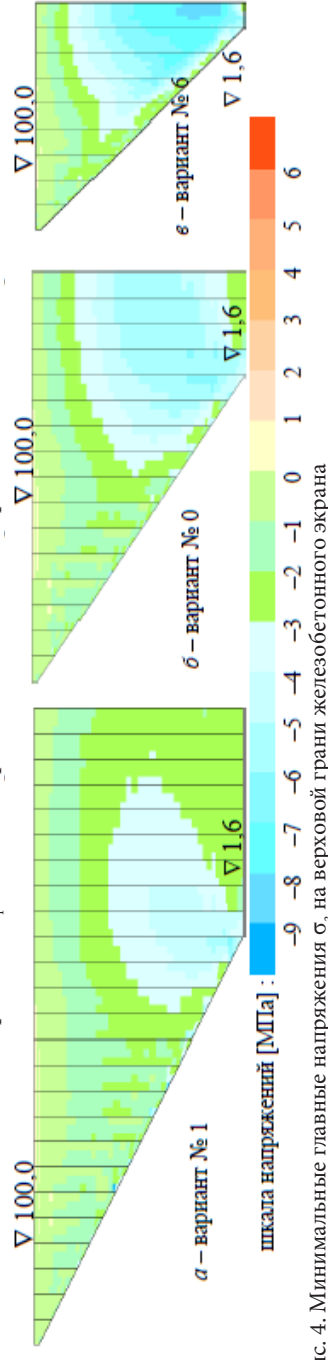 ∇ 100,0
∇ 100,0
∇ 100,0
∇ 1,6
∇ 1,6
∇ 1,6
а – вариант № 1
б – вариант № 0
в – вариант № 6
шкала напряжений [МПа] :
−9 −8 −7 −6 −5 −4 −3 −2 −1 0 1 2 3 4 5 6
ис. 4. Минимальные главные напряжения σ, на верховой грани железобетонного экрана